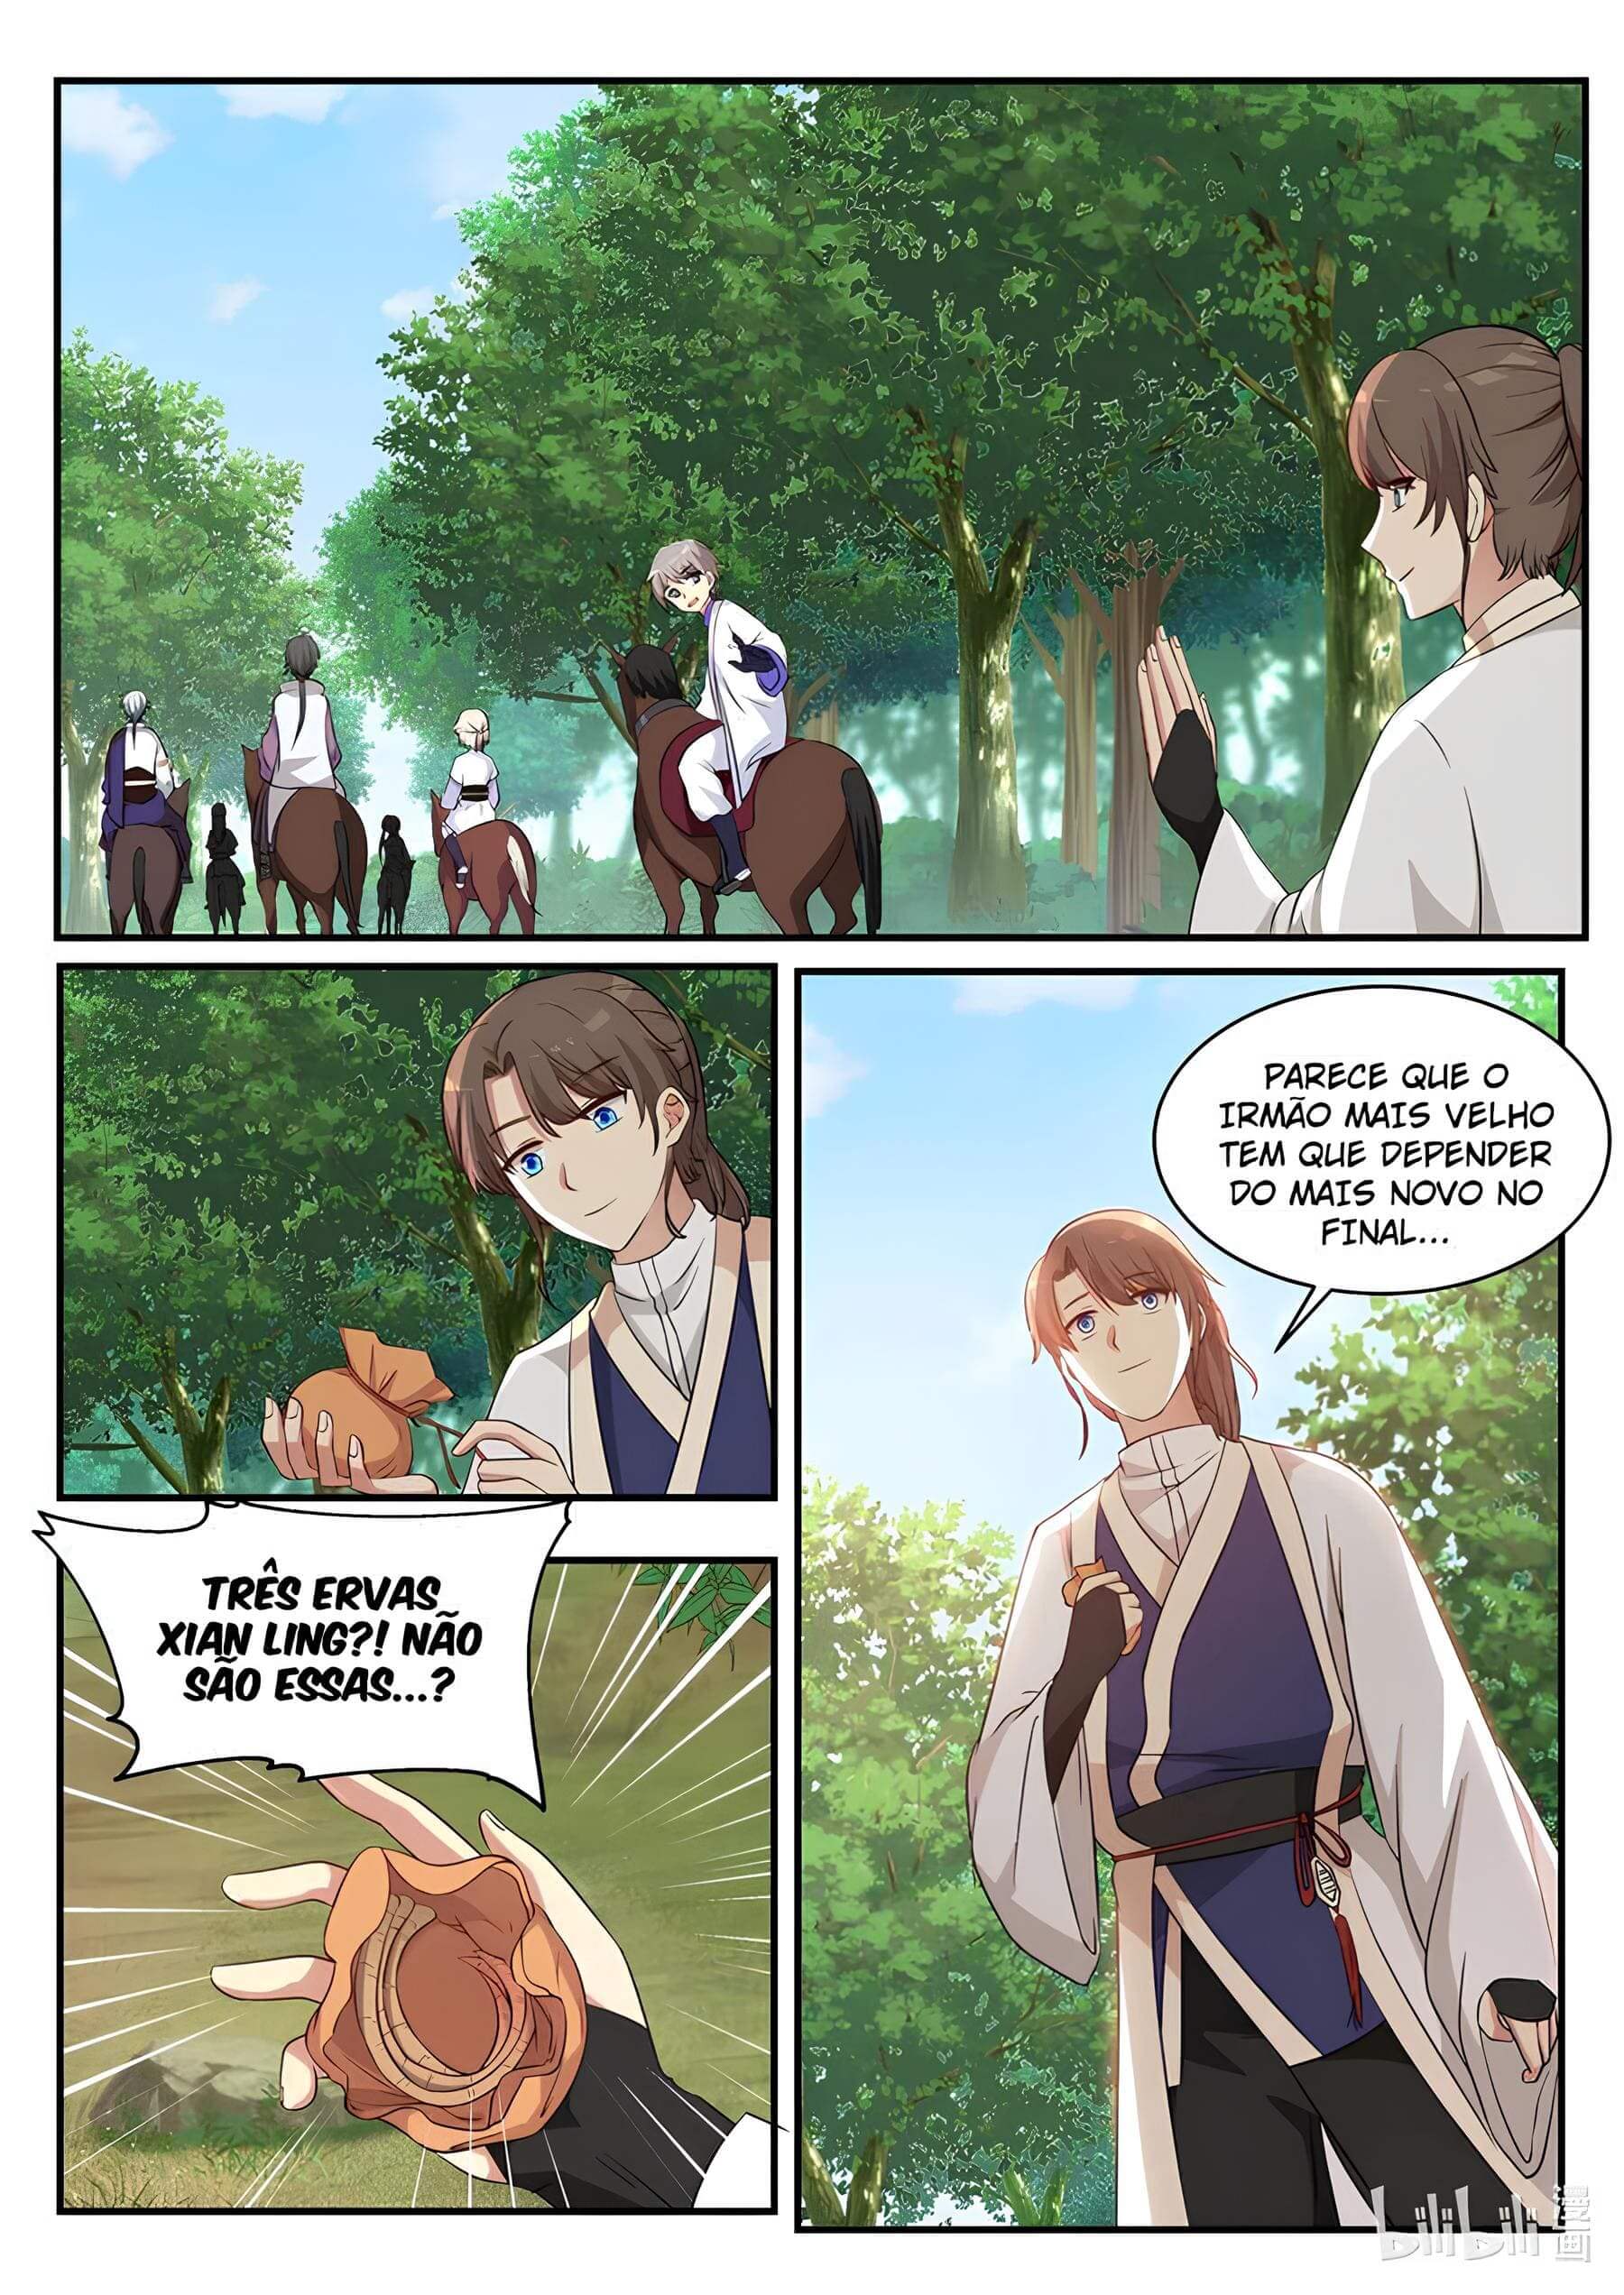 TRÊS ERVAS
XIAN LING?! NÃO
SÃO ESSAS...?
PARECE QUE O
IRMÃO MAIS VELHO
TEM QUE DEPENDER
DO MAIS NOVO NO
FINAL...
bilibili 漫画